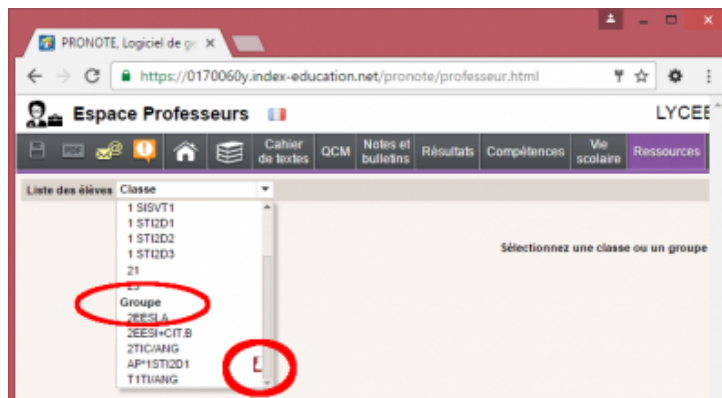 PRONOTE, Logiciel de ge
https://0170060y.index-education.net/pronote/professeur.html
Espace Professeurs LYCEE
Cahier de textes QCM Notes et bulletins Résultats Compétences Vie scolaire Ressources
Liste des élèves Classe
1 SISVT1
1 STI2D1
1 STI2D2
1 STI2D3
Sélectionnez une classe ou un groupe
21
Groupe
2EESI.A
2EESI+CIT.B
2TIC/ANG
AP*1STI2D1
T1TI/ANG